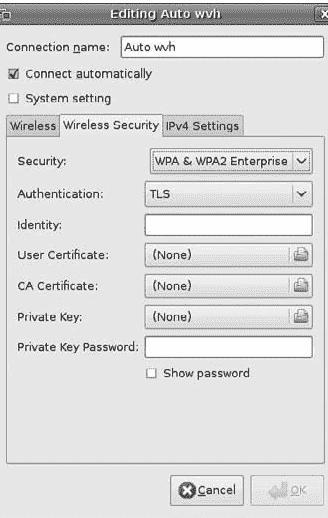 Editing Auto wvh
Connection name: Auto wvh
Connect automatically
System setting
Wireless Wireless Security IPv4 Settings
Security: WPA & WPA2 Enterprise
Authentication: TLS
Identity:
User Certificate: (None)
CA Certificate: (None)
Private Key: (None)
Private Key Password:
Show password
Cancel OK